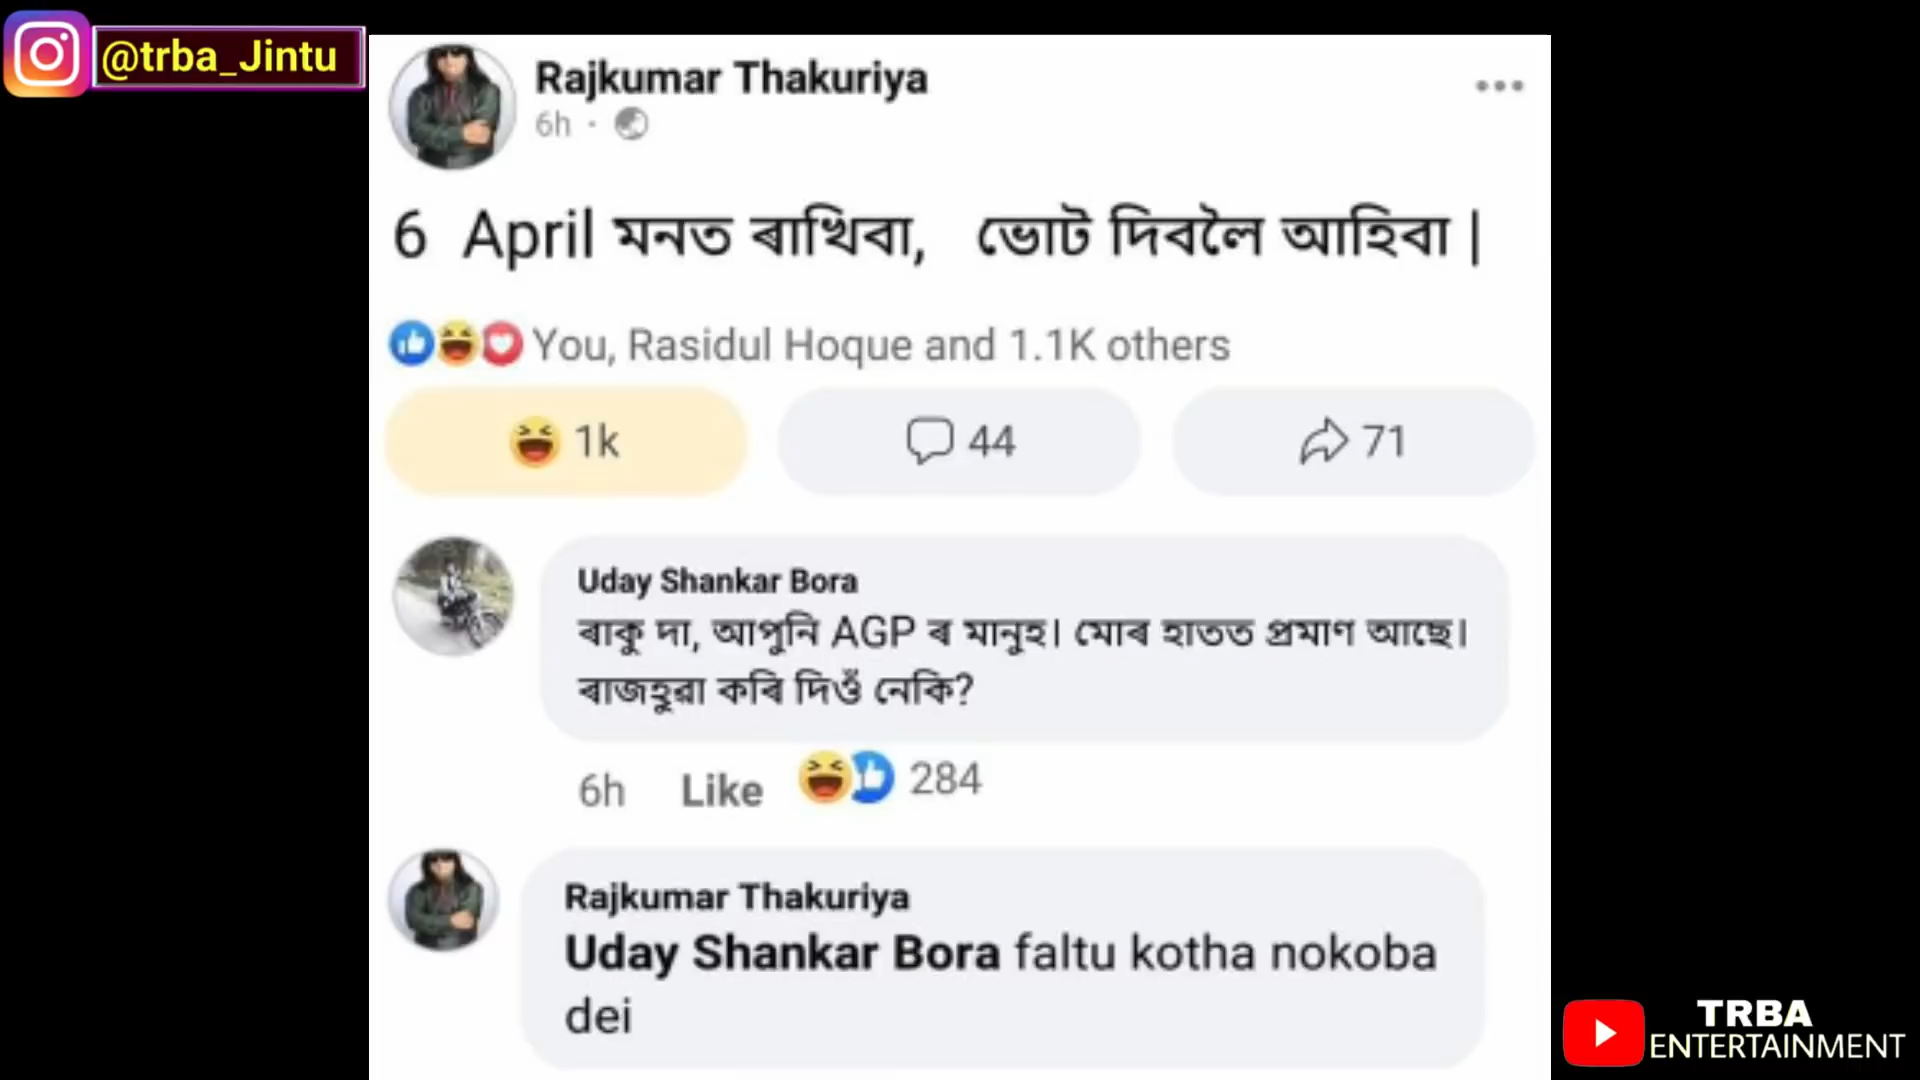 @trba_Jintu
Rajkumar Thakuriya
6h ·
6 April মনত ৰাখিবা, ভোট দিবলৈ আহিবা |
You, Rasidul Hoque and 1.1K others
1k
44
71
Uday Shankar Bora
ৰাকু দা, আপুনি AGP ৰ মানুহ। মোৰ হাতত প্ৰমাণ আছে।
ৰাজহুৱা কৰি দিওঁ নেকি?
6h Like 284
Rajkumar Thakuriya
Uday Shankar Bora faltu kotha nokoba
dei
TRBA
ENTERTAINMENT